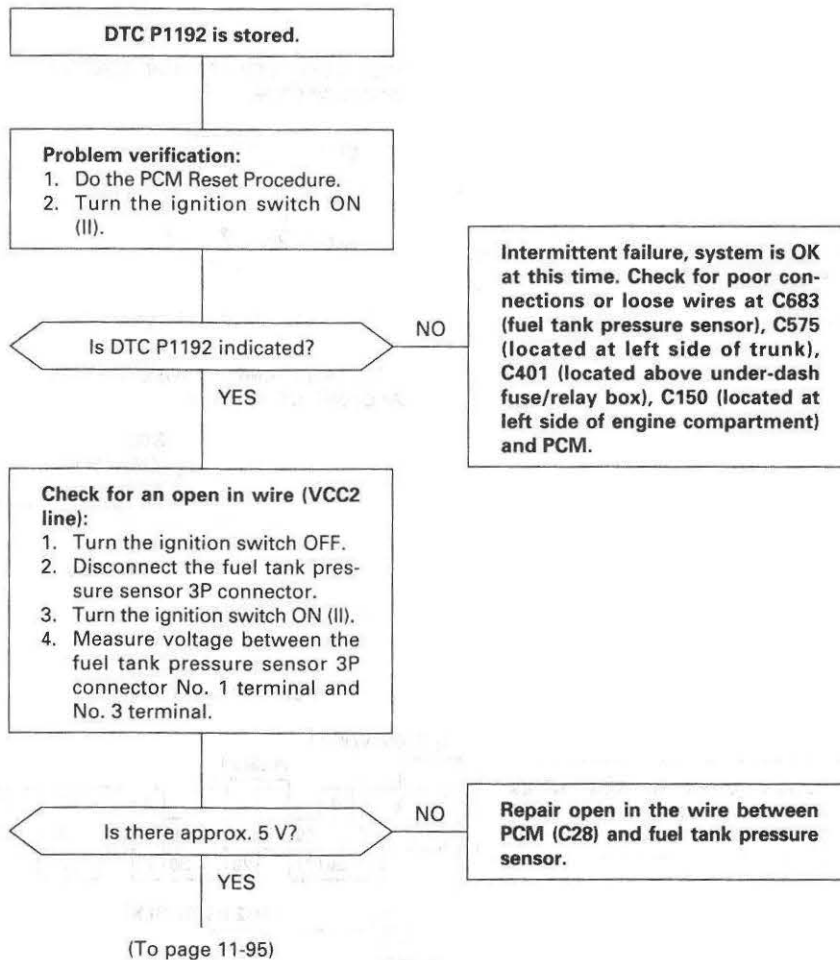 DTC P1192 is stored.
Problem verification:
1. Do the PCM Reset Procedure.
2. Turn the ignition switch ON
(II).
Is DTC P1192 indicated?
NO
Intermittent failure, system is OK
at this time. Check for poor con-
nections or loose wires at C683
(fuel tank pressure sensor), C575
(located at left side of trunk),
C401 (located above under-dash
fuse/relay box), C150 (located at
left side of engine compartment)
and PCM.
YES
Check for an open in wire (VCC2
line):
1. Turn the ignition switch OFF.
2. Disconnect the fuel tank pres-
sure sensor 3P connector.
3. Turn the ignition switch ON (II).
4. Measure voltage between the
fuel tank pressure sensor 3P
connector No. 1 terminal and
No. 3 terminal.
Is there approx. 5 V?
NO
Repair open in the wire between
PCM (C28) and fuel tank pressure
sensor.
YES
(To page 11-95)